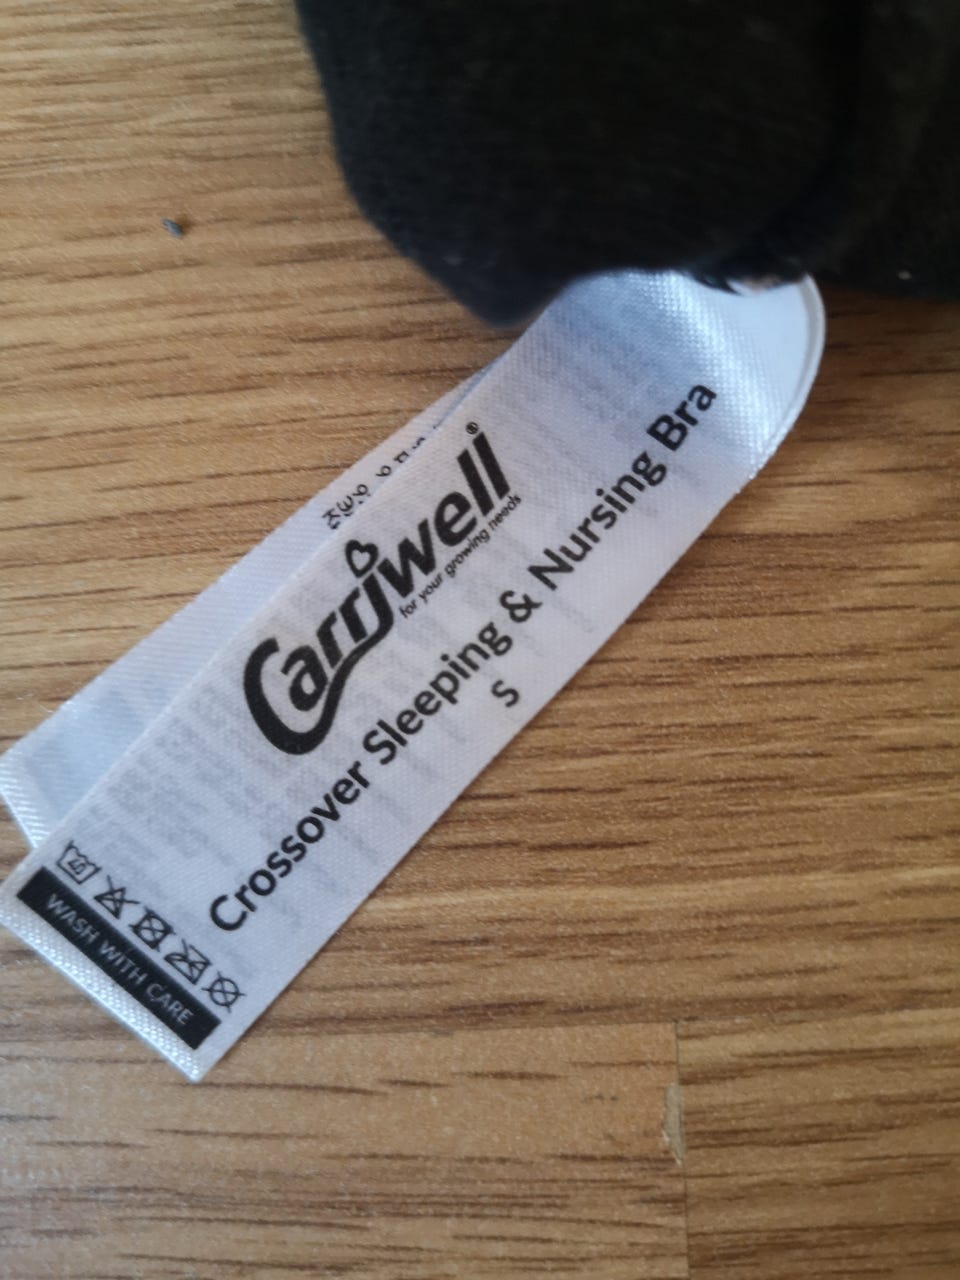 Carriwell®
for your growing needs
Crossover Sleeping & Nursing Bra
S
WASH WITH CARE